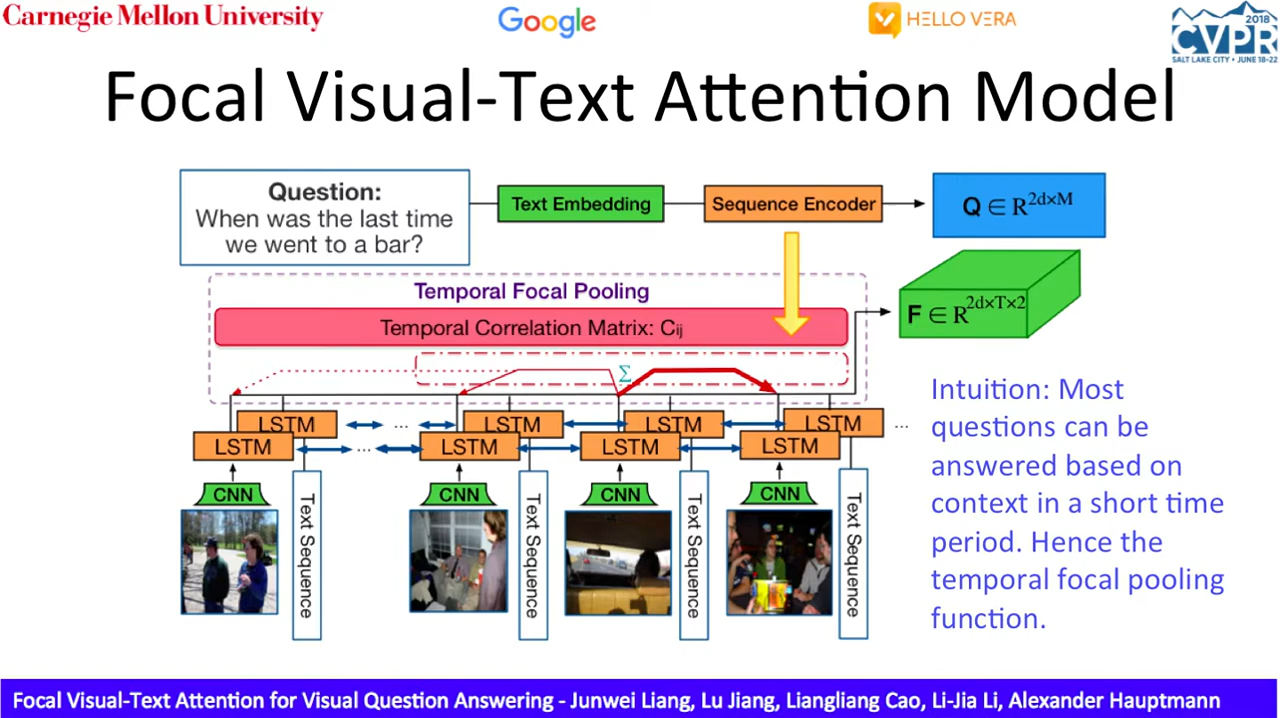 Carnegie Mellon University
Google
HELLO VERA
2018
CVPR
SALT LAKE CITY • JUNE 18-22
Focal Visual-Text Attention Model
Question:
When was the last time
we went to a bar?
Text Embedding
Sequence Encoder
Q ∈ R^{2d×M}
Temporal Focal Pooling
Temporal Correlation Matrix: C_{ij}
F ∈ R^{2d×T×2}
Σ
LSTM
...
LSTM
LSTM
LSTM
...
LSTM
...
LSTM
LSTM
LSTM
CNN
CNN
CNN
CNN
Text Sequence
Text Sequence
Text Sequence
Text Sequence
Intuition: Most
questions can be
answered based on
context in a short time
period. Hence the
temporal focal pooling
function.
Focal Visual-Text Attention for Visual Question Answering - Junwei Liang, Lu Jiang, Liangliang Cao, Li-Jia Li, Alexander Hauptmann